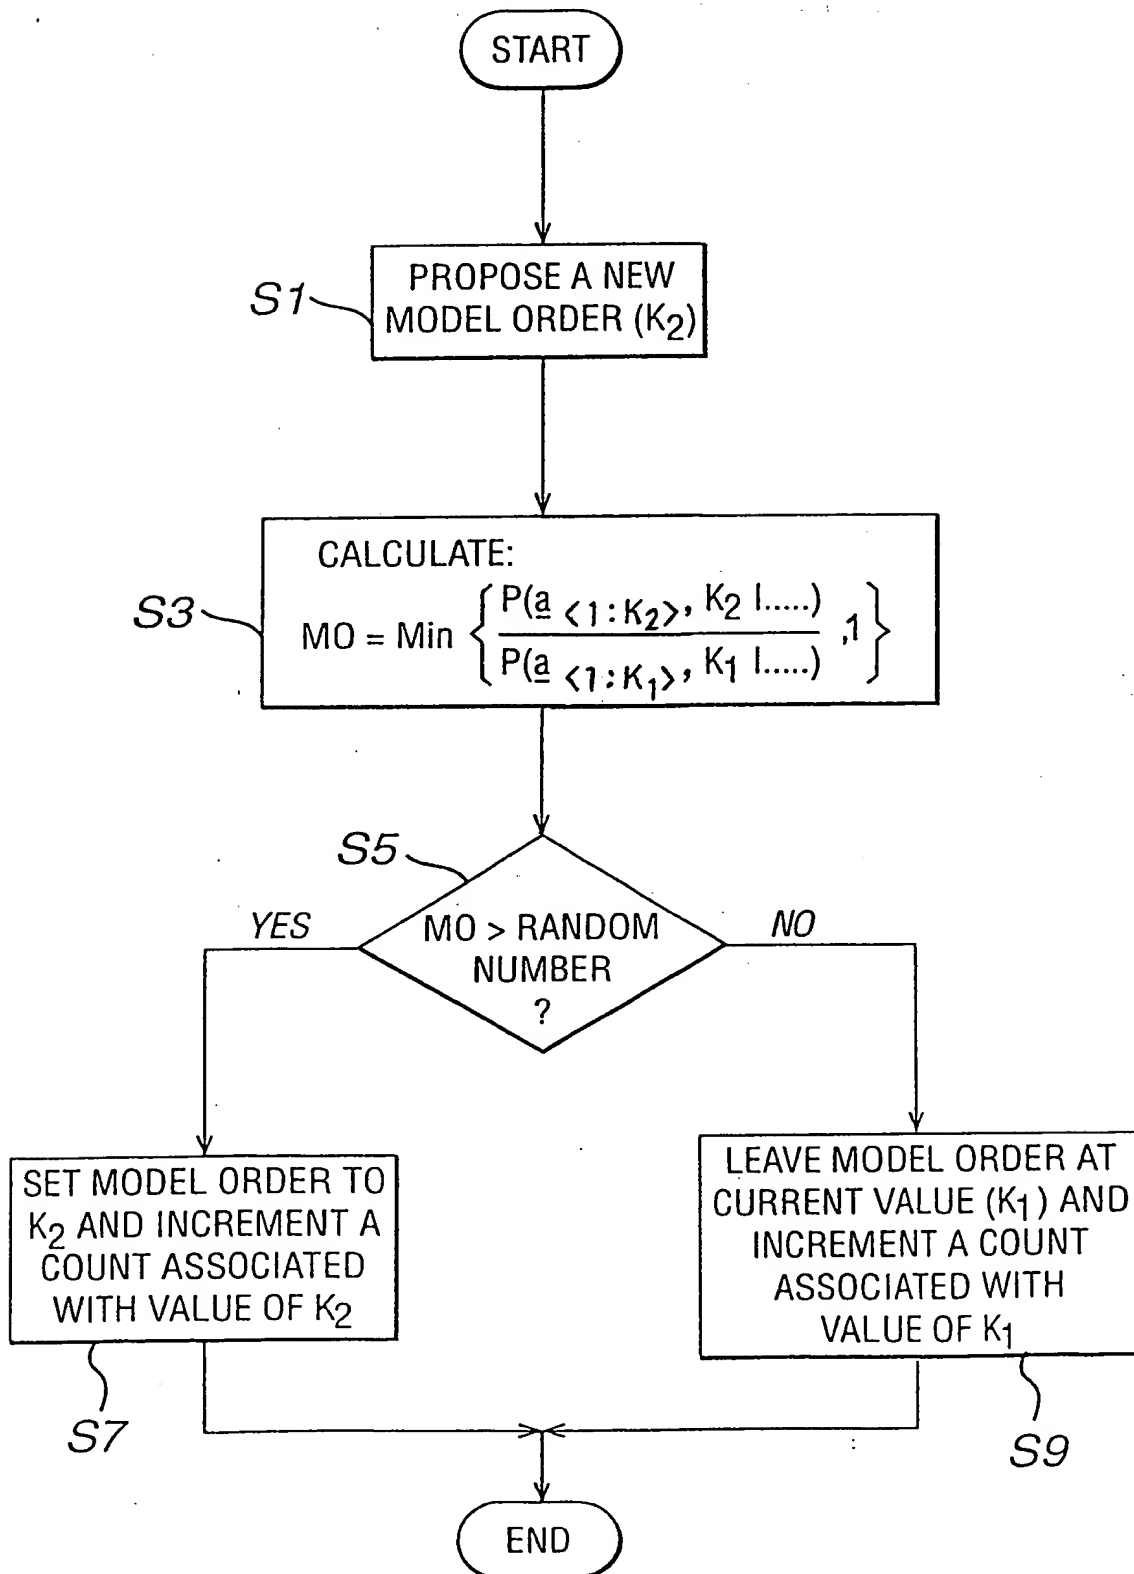 START
S1
PROPOSE A NEW
MODEL ORDER (K2)
S3
CALCULATE:
MO = Min { P(a <1:K2>, K2 I.....) / P(a <1:K1>, K1 I.....) ,1 }
S5
YES
MO > RANDOM
NUMBER
?
NO
SET MODEL ORDER TO
K2 AND INCREMENT A
COUNT ASSOCIATED
WITH VALUE OF K2
S7
LEAVE MODEL ORDER AT
CURRENT VALUE (K1) AND
INCREMENT A COUNT
ASSOCIATED WITH
VALUE OF K1
S9
END